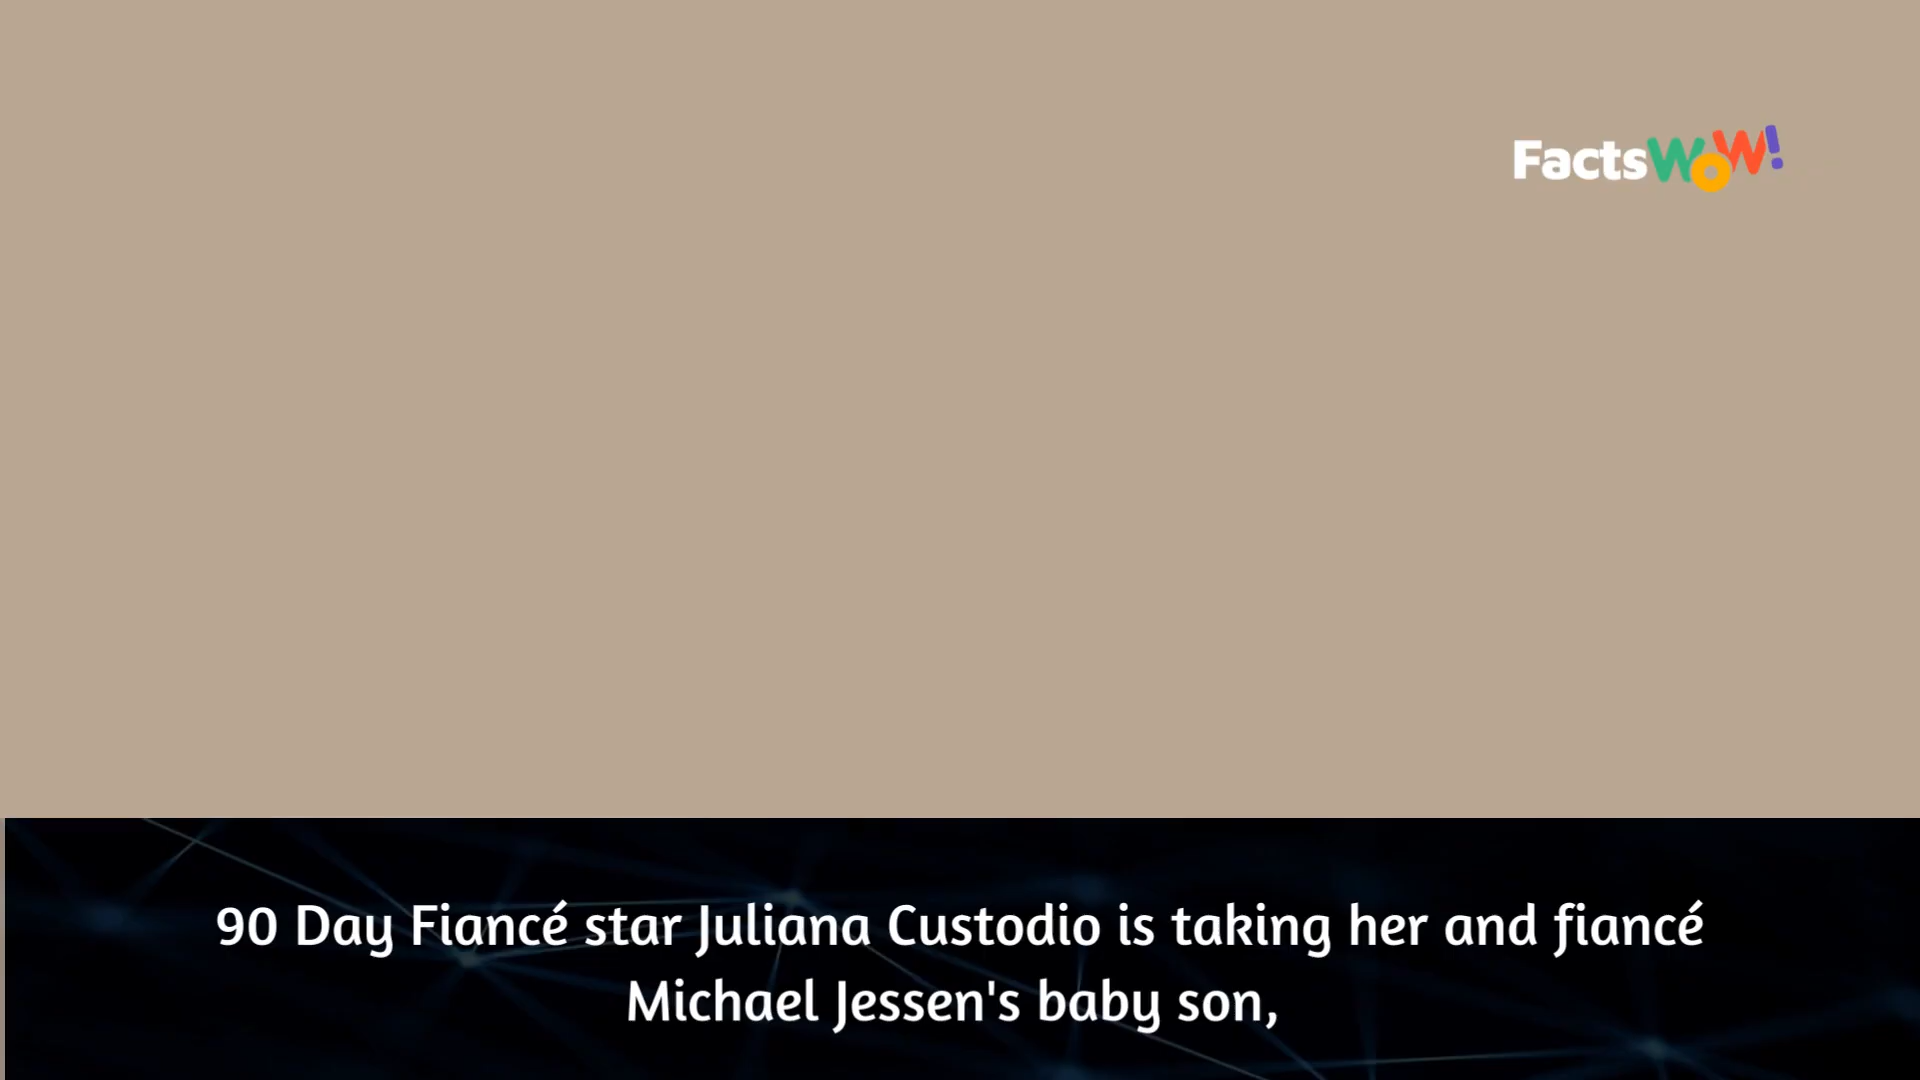 FactsWOW!
90 Day Fiancé star Juliana Custodio is taking her and fiancé
Michael Jessen's baby son,